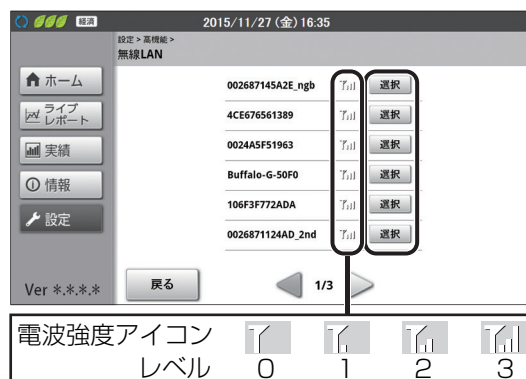 経済 2015/11/27 (金) 16:35
設定 > 高機能 >
無線LAN
ホーム
ライブ
レポート
実績
情報
設定
Ver *.*.*.*
002687145A2E_ngb 選択
4CE676561389 選択
0024A5F51963 選択
Buffalo-G-50F0 選択
106F3F772ADA 選択
0026871124AD_2nd 選択
戻る 1/3
電波強度アイコン
レベル 0 1 2 3